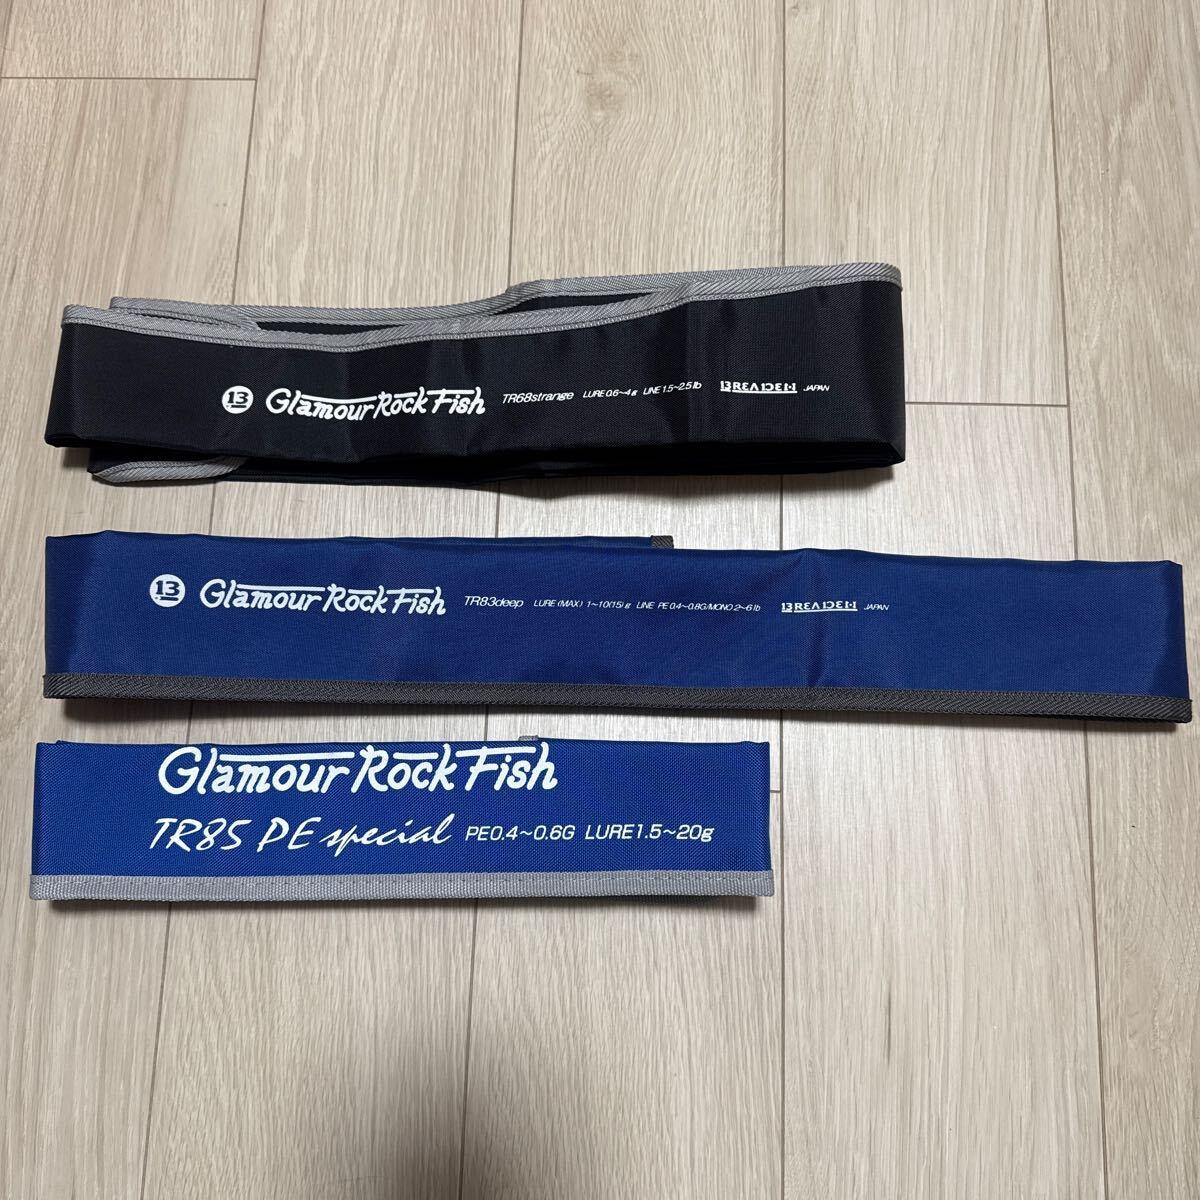 13 Glamour Rock Fish TR68strange LURE 0.6~4g LINE 1.5~2.5lb BREADEN JAPAN
13 Glamour Rock Fish TR83deep LURE (MAX) 1~10(15)g LINE PE0.4~0.8G/MONO.2~6lb BREADEN JAPAN
Glamour Rock Fish
TR85 PE special PE0.4~0.6G LURE1.5~20g